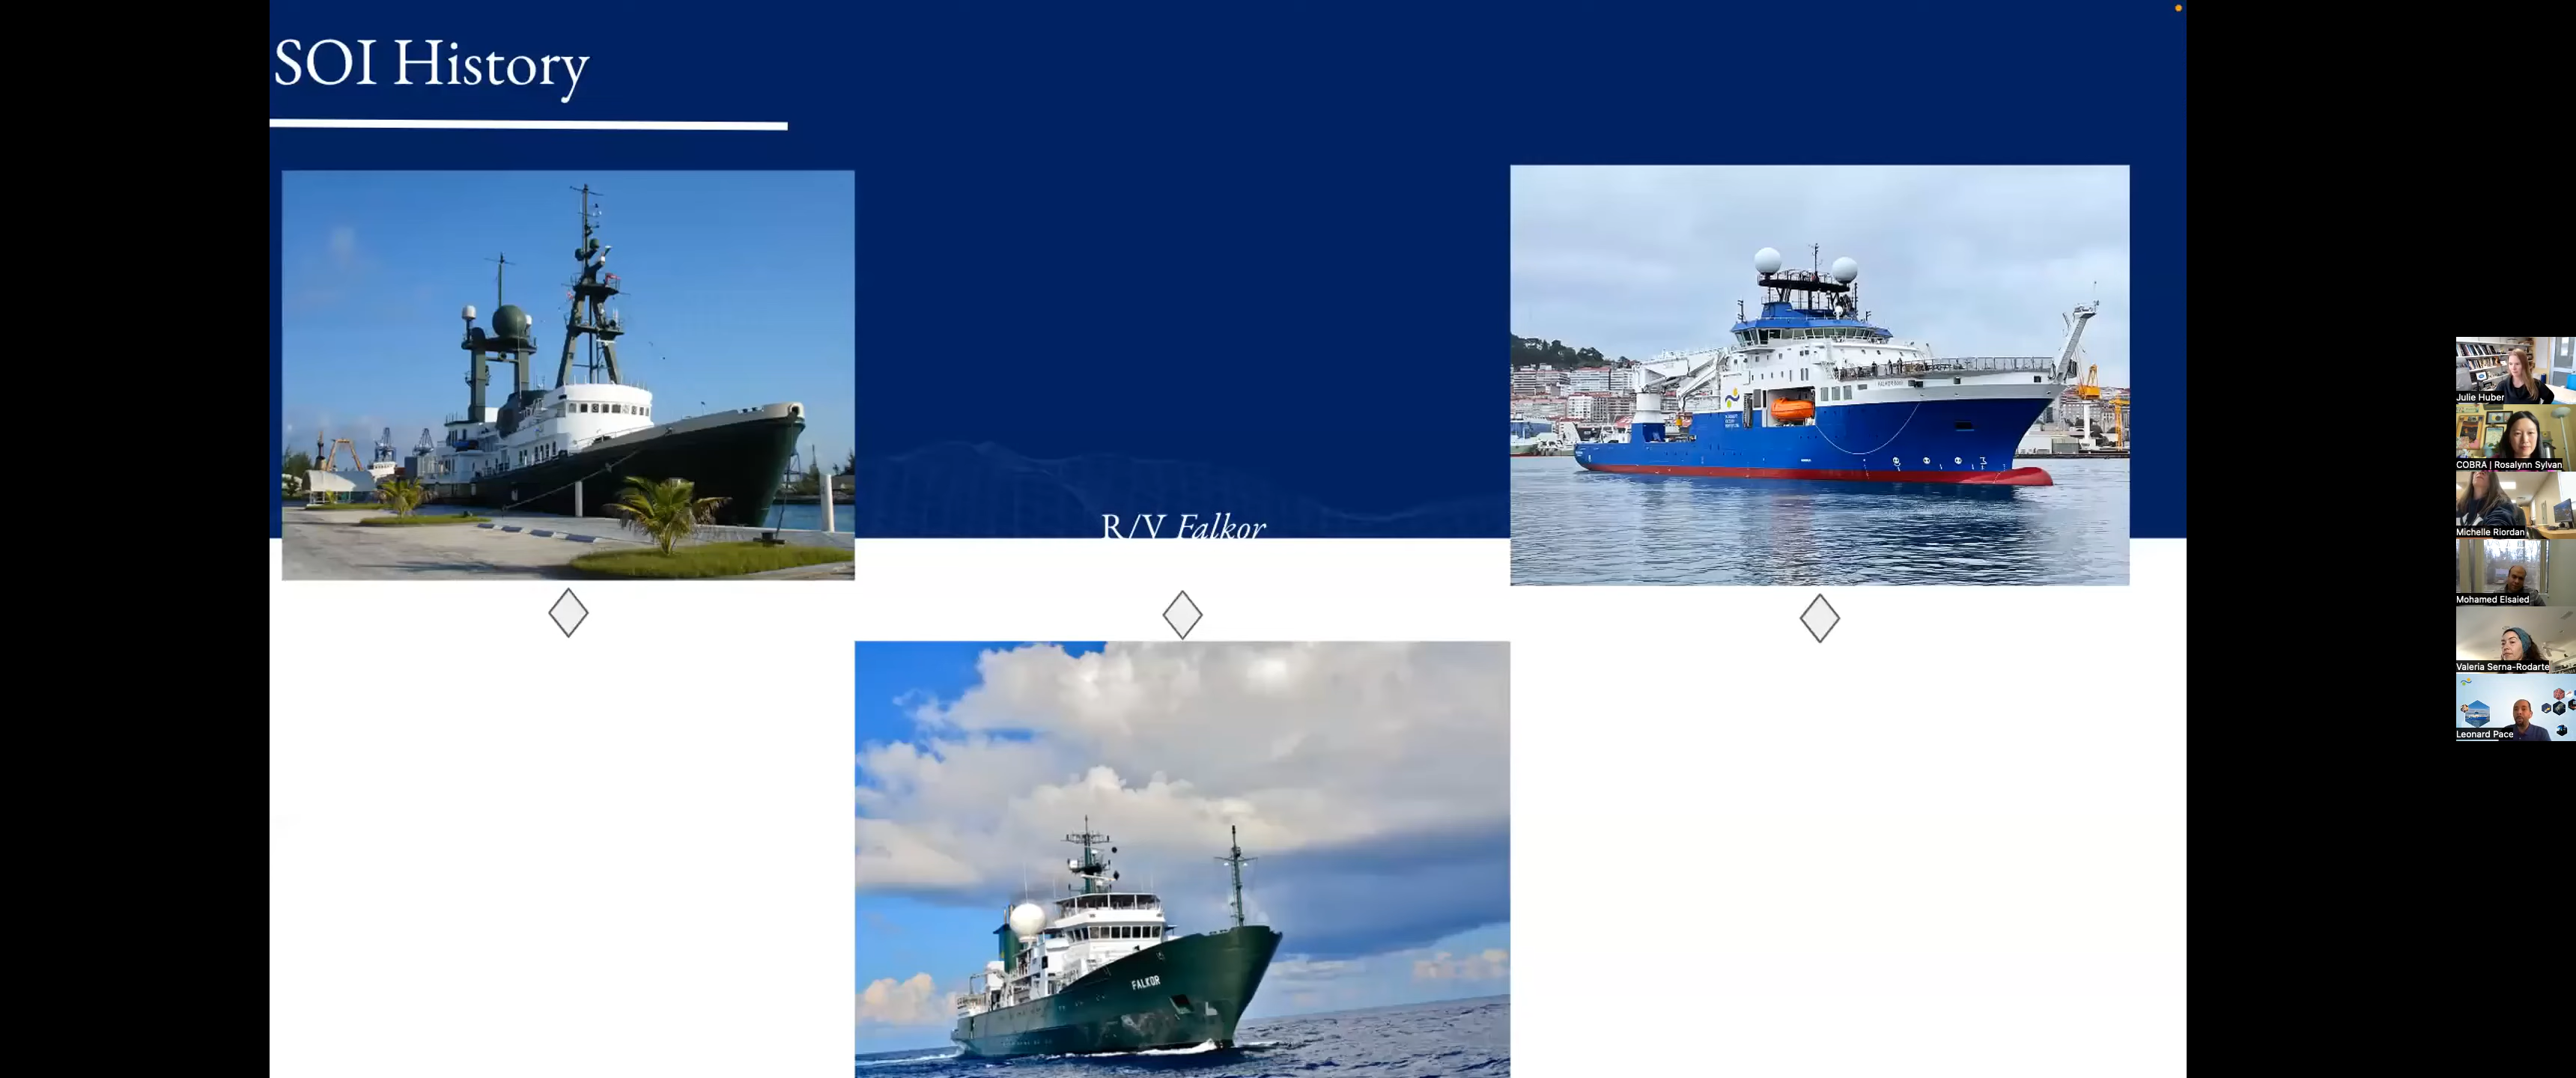 SOI History
R/V Falkor
FALKOR
Julie Huber
COBRA | Rosalynn Sylvan
Michelle Riordan
Mohamed Elsaied
Valeria Serna-Rodarte
Leonard Pace